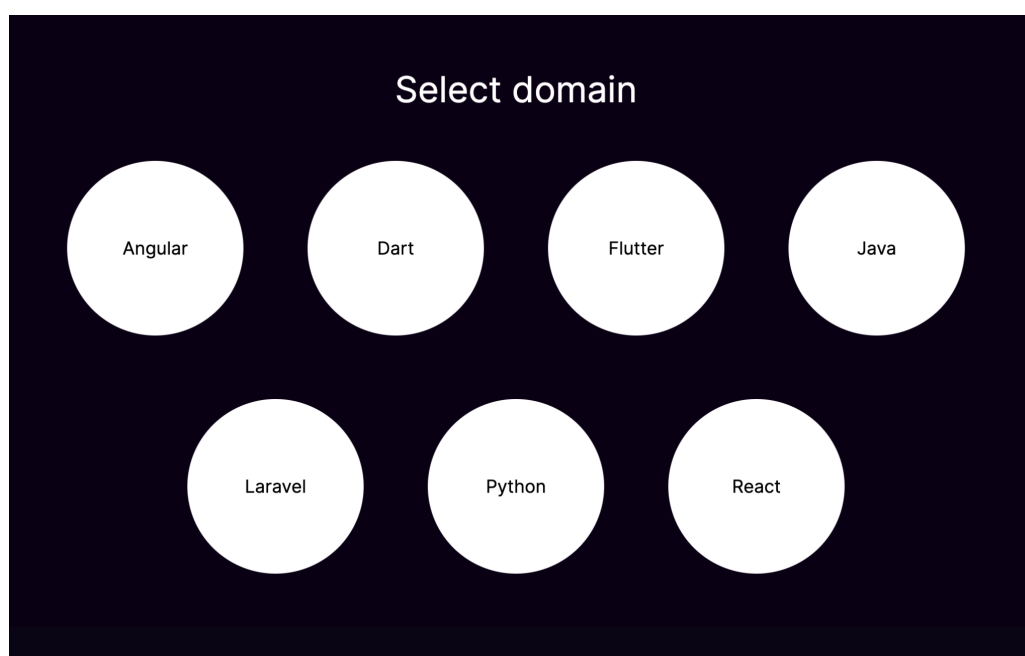 Select domain
Angular
Dart
Flutter
Java
Laravel
Python
React